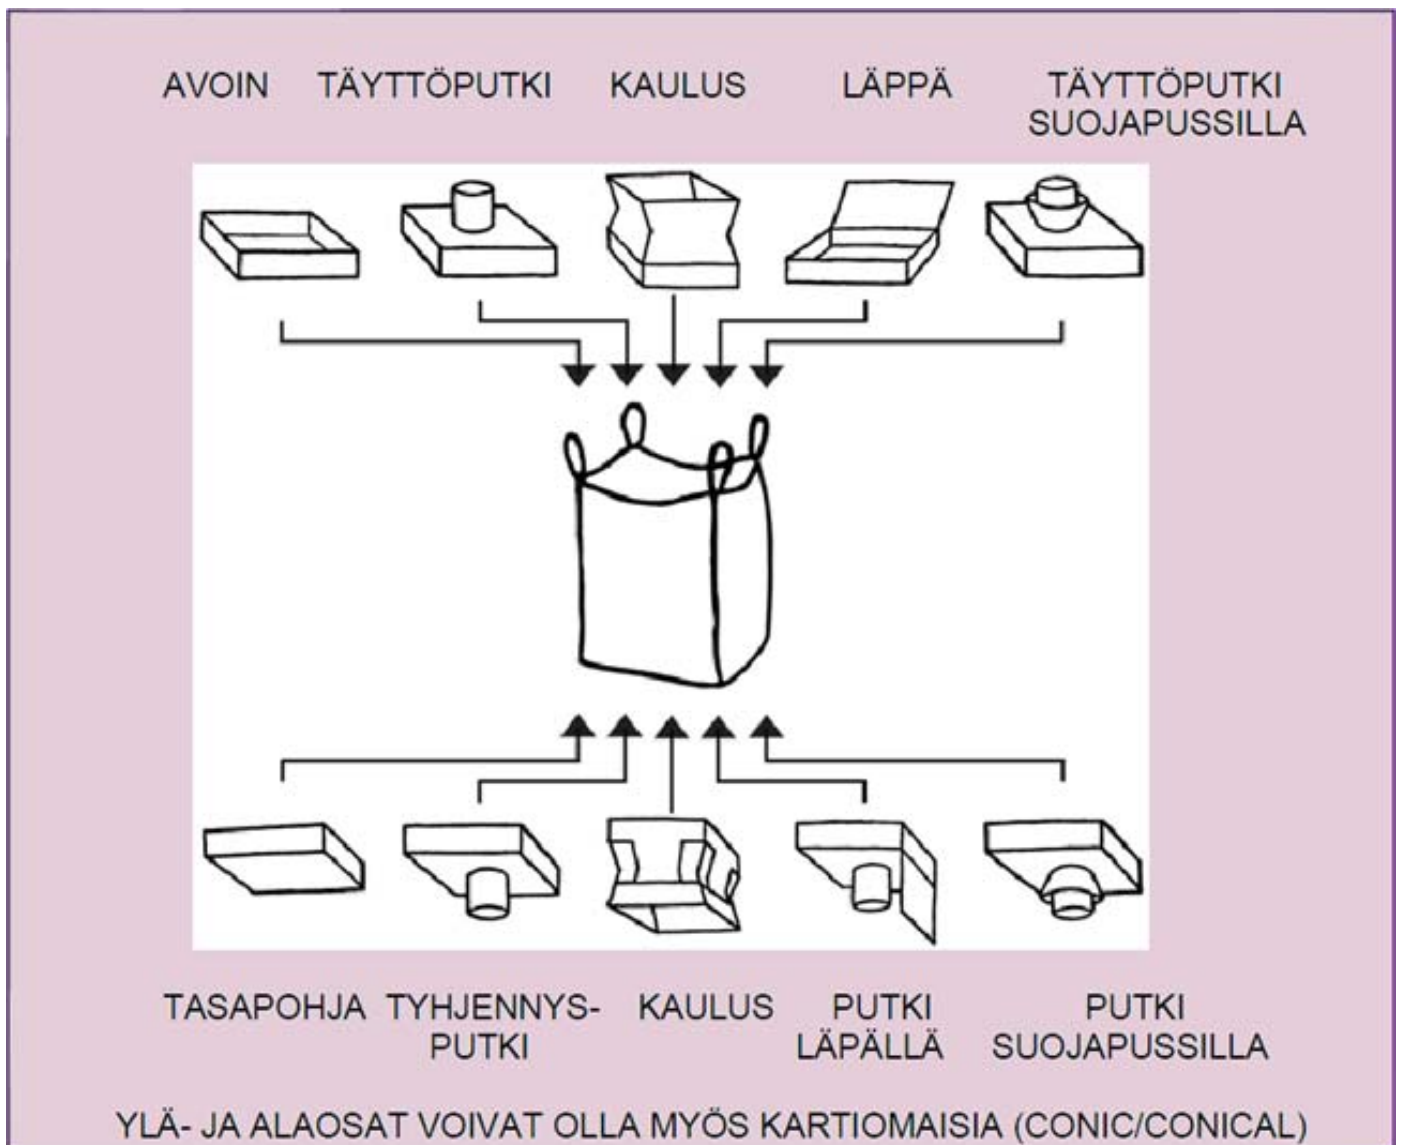 AVOIN TÄYTTÖPUTKI KAULUS LÄPPÄ TÄYTTÖPUTKI
SUOJAPUSSILLA
TASAPOHJA TYHJENNYS- KAULUS PUTKI PUTKI
PUTKI LÄPÄLLÄ SUOJAPUSSILLA
YLÄ- JA ALAOSAT VOIVAT OLLA MYÖS KARTIOMAISIA (CONIC/CONICAL)